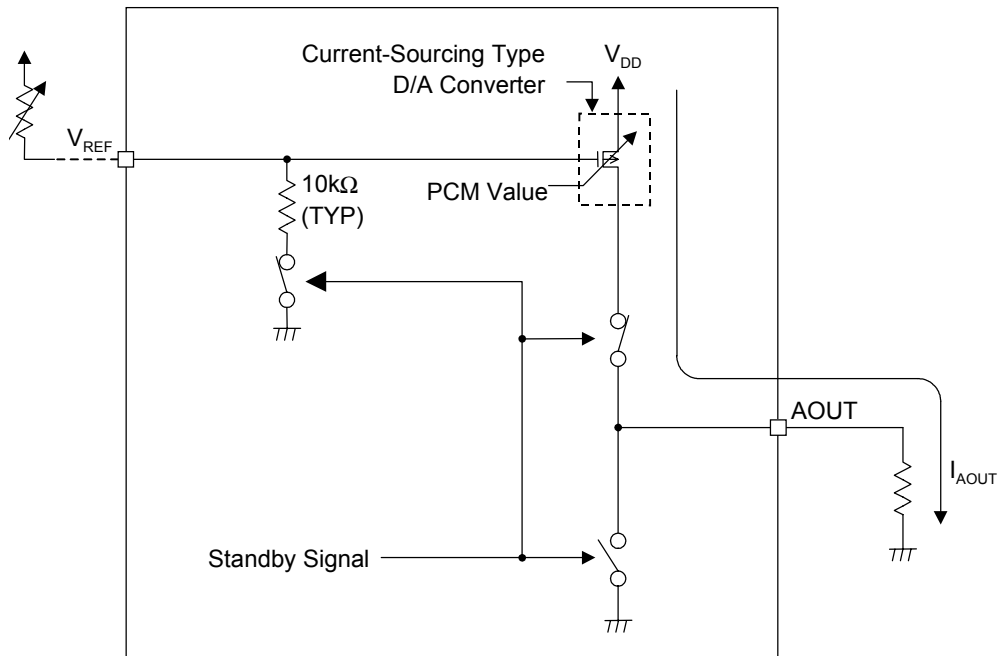 Current-Sourcing Type
D/A Converter
VDD
VREF
10kΩ
(TYP)
PCM Value
AOUT
IAOUT
Standby Signal